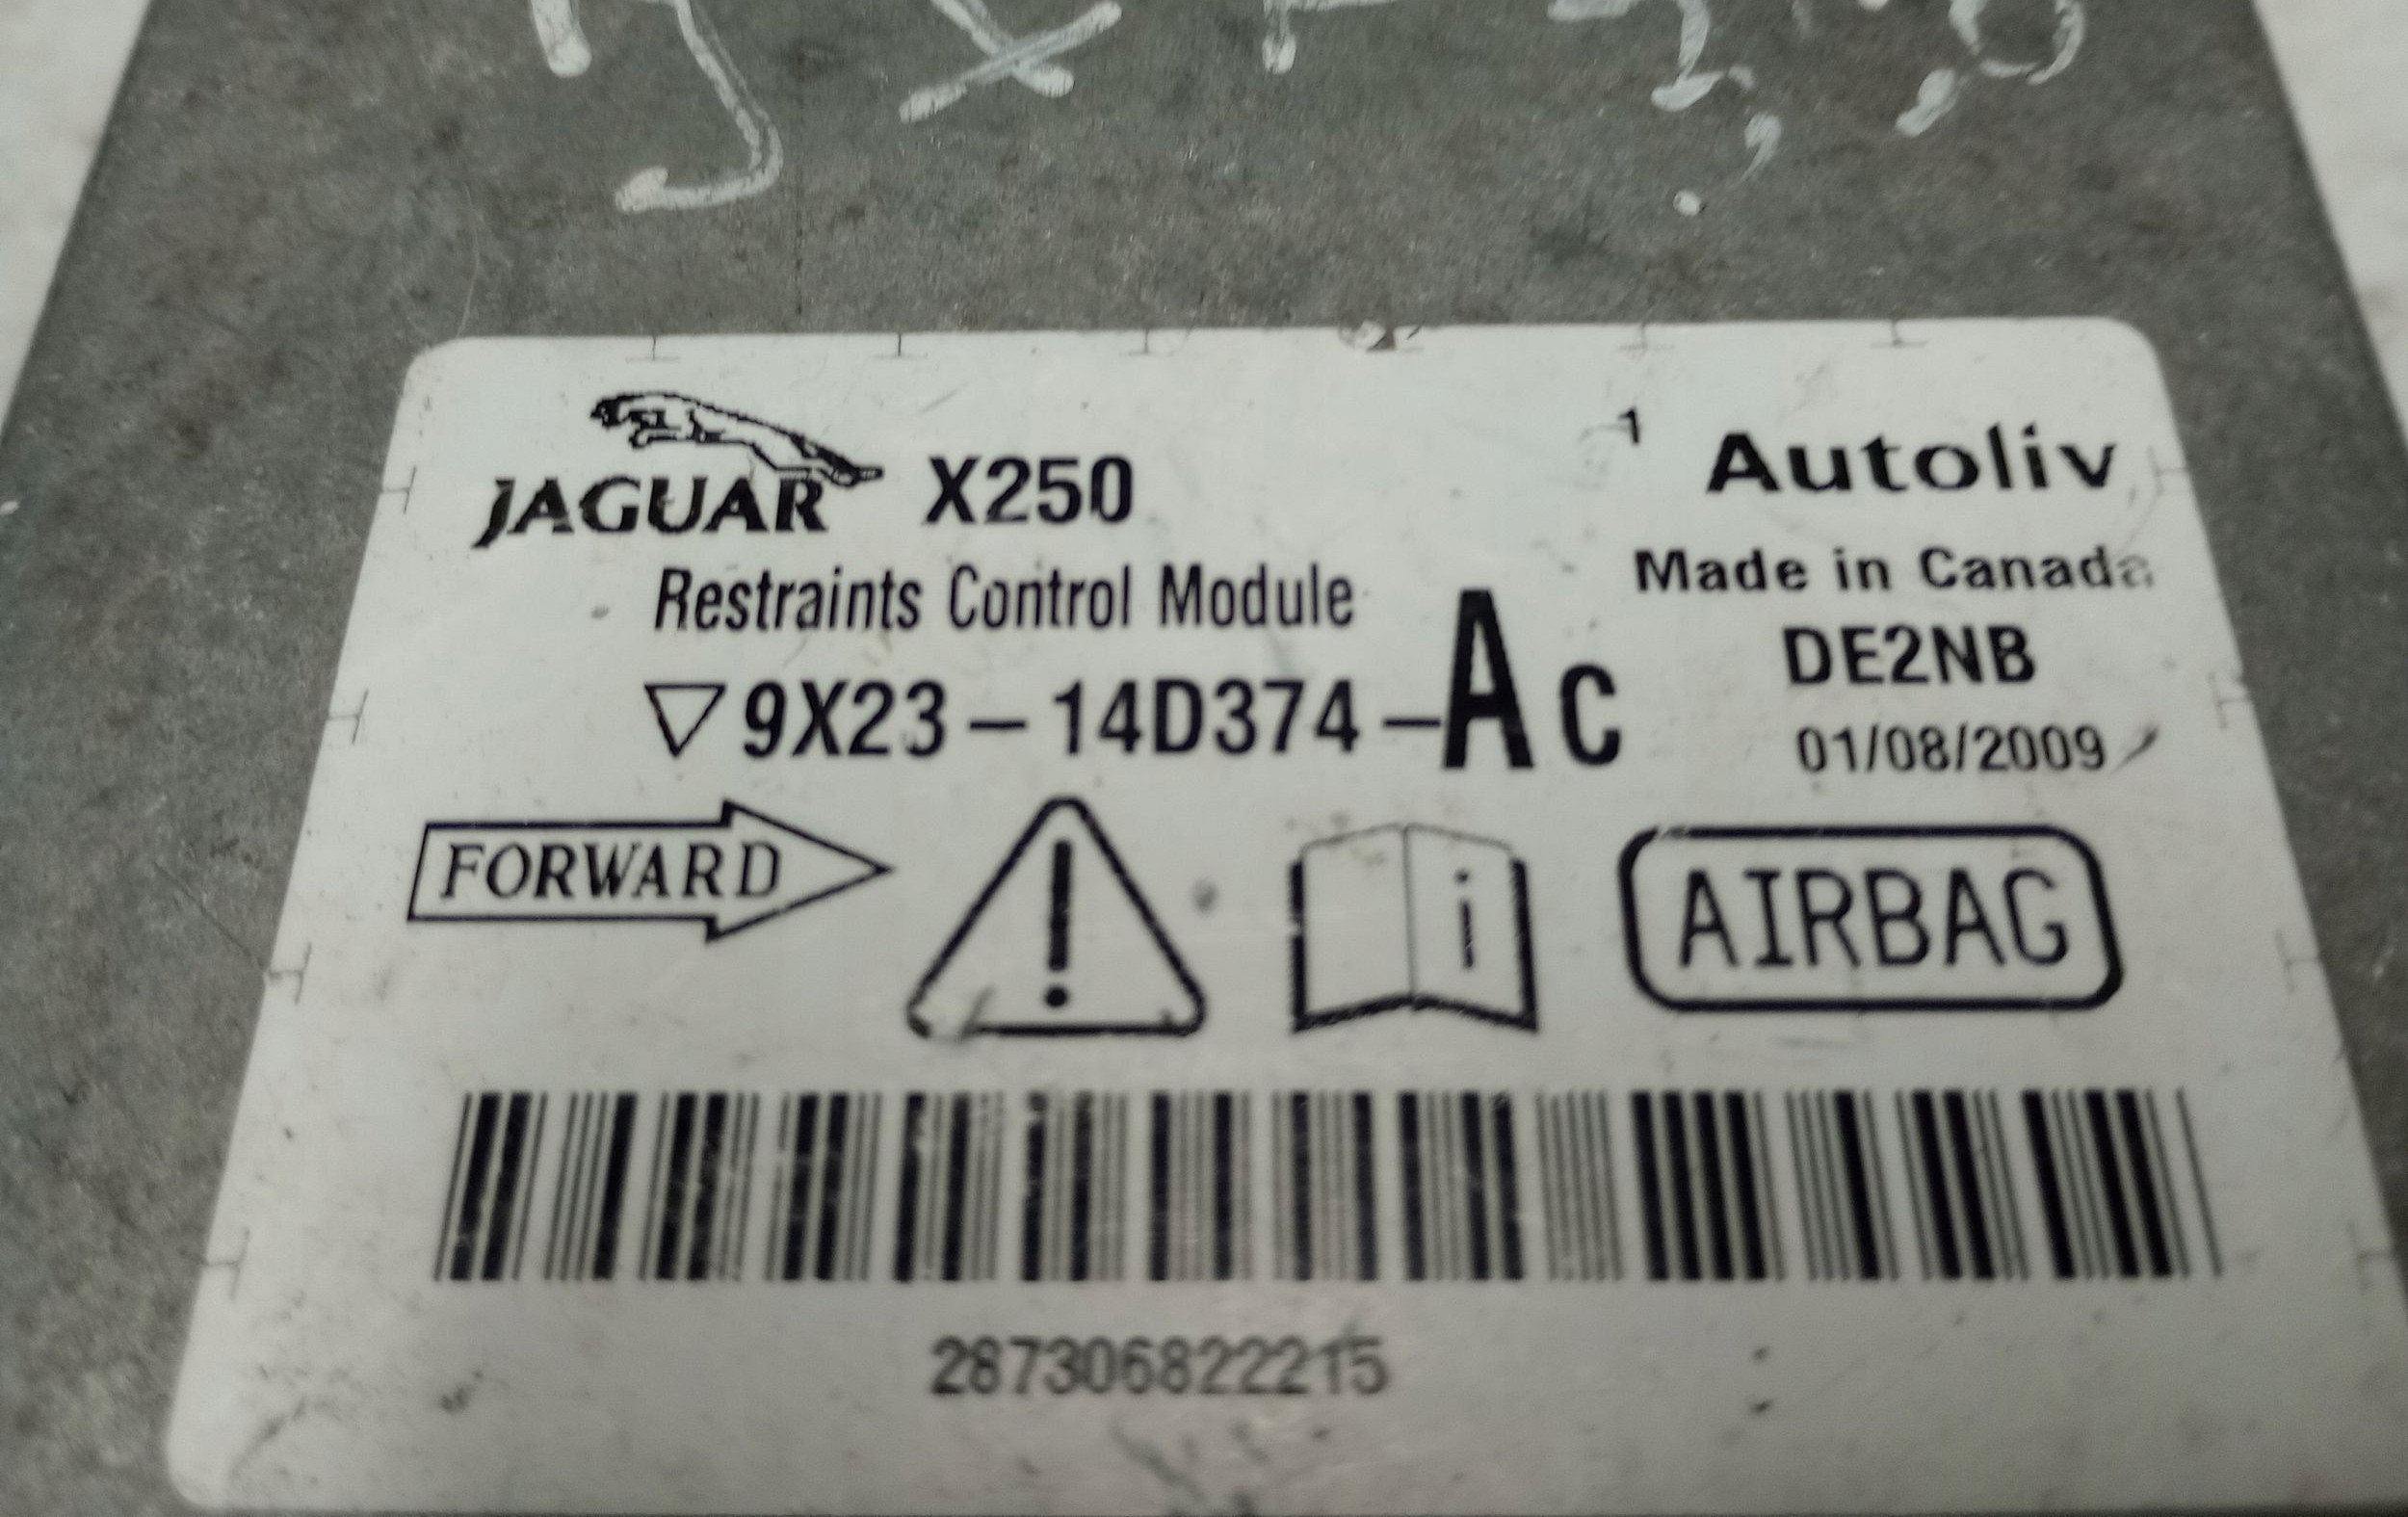 JAGUAR X250
1 Autoliv
Restraints Control Module
Made in Canada
9X23-14D374-AC
DE2NB
01/08/2009
FORWARD
!
i
AIRBAG
287306822215